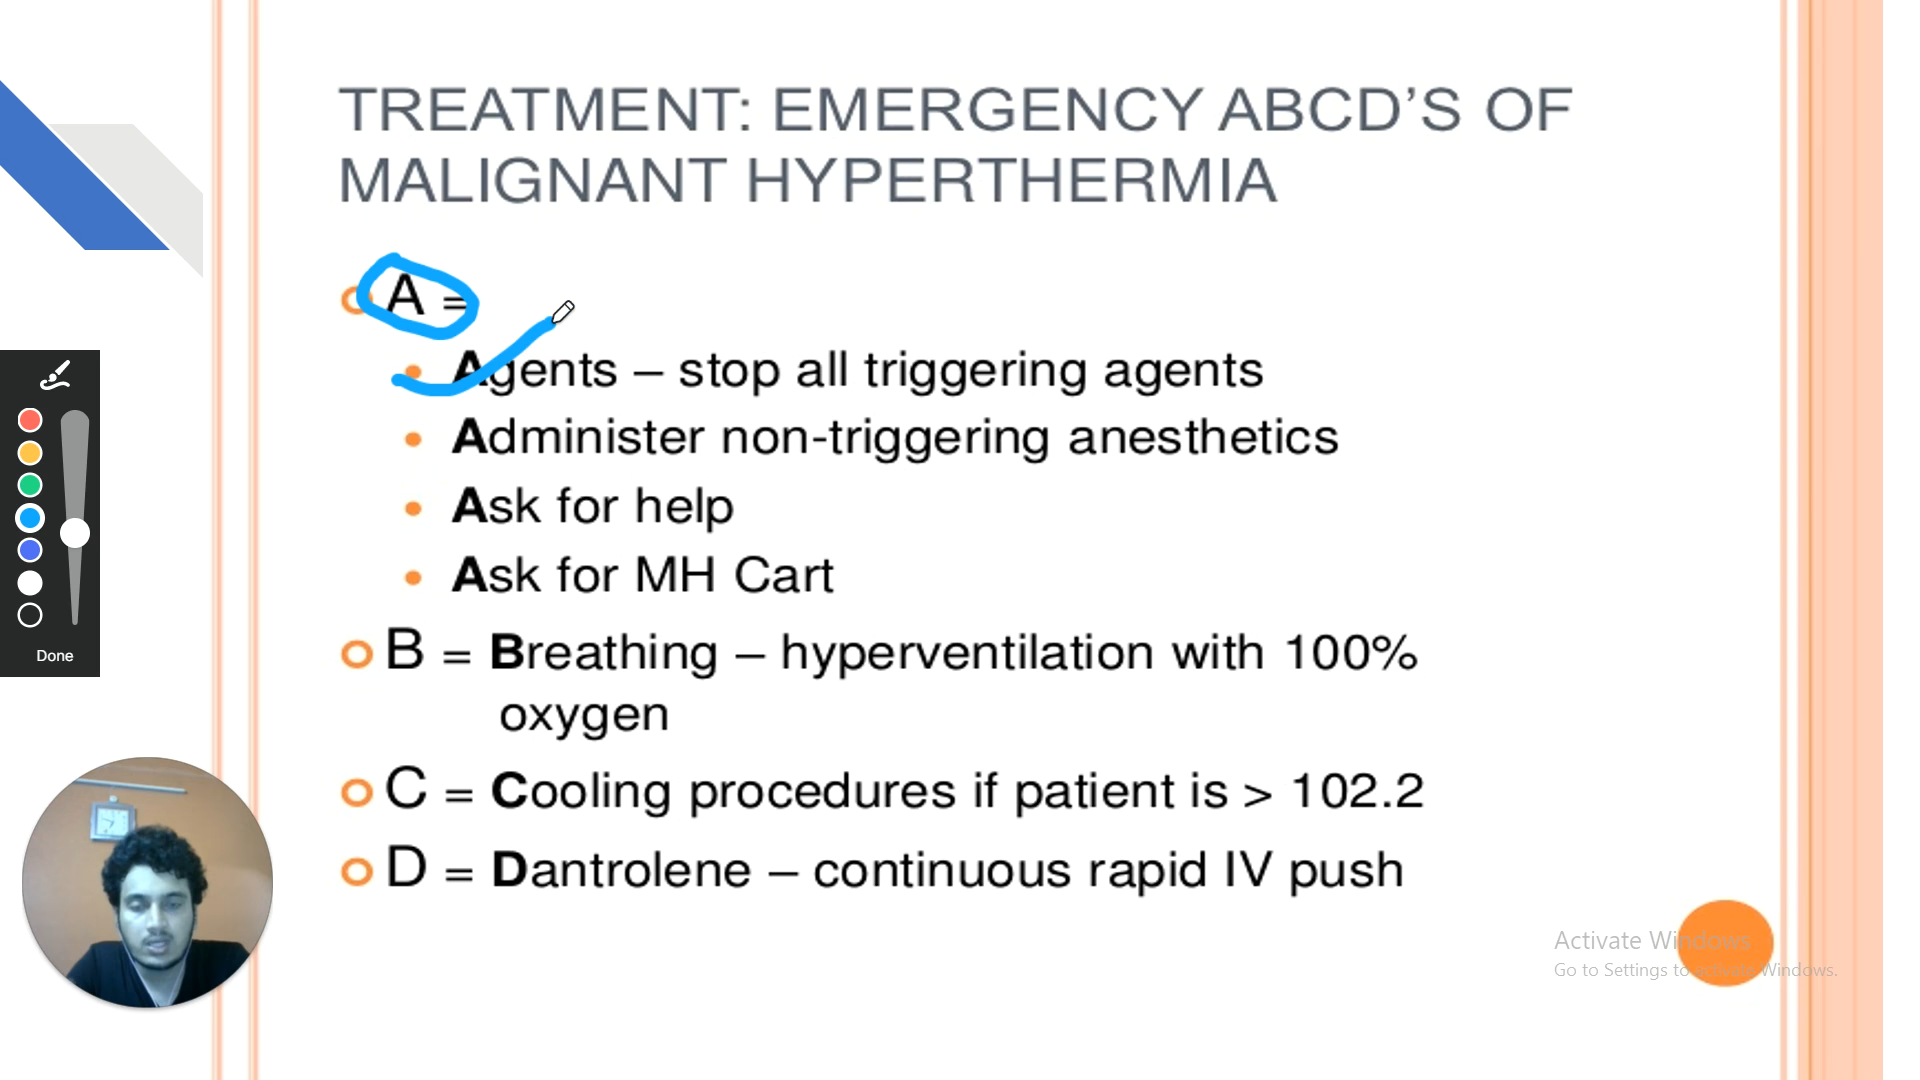 TREATMENT: EMERGENCY ABCD'S OF
MALIGNANT HYPERTHERMIA
A =
Agents – stop all triggering agents
Administer non-triggering anesthetics
Ask for help
Ask for MH Cart
B = Breathing – hyperventilation with 100%
oxygen
C = Cooling procedures if patient is > 102.2
D = Dantrolene – continuous rapid IV push
Done
Activate Windows
Go to Settings to activate Windows.